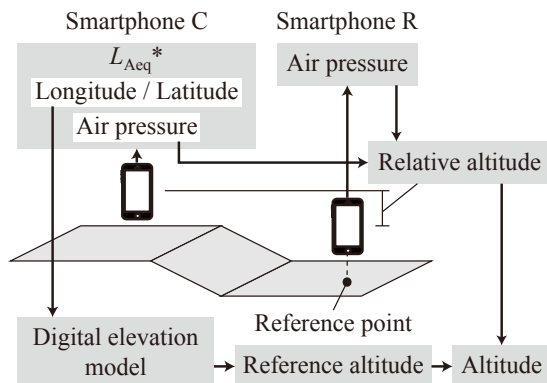 Smartphone C
Smartphone R
L_Aeq*
Longitude / Latitude
Air pressure
Air pressure
Relative altitude
Reference point
Digital elevation
model
Reference altitude
Altitude